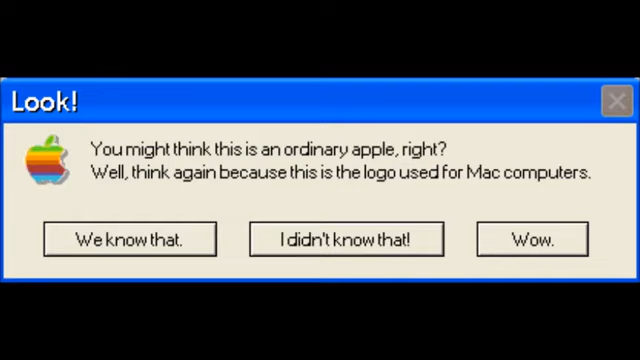 Look!
You might think this is an ordinary apple, right?
Well, think again because this is the logo used for Mac computers.
We know that.
I didn't know that!
Wow.